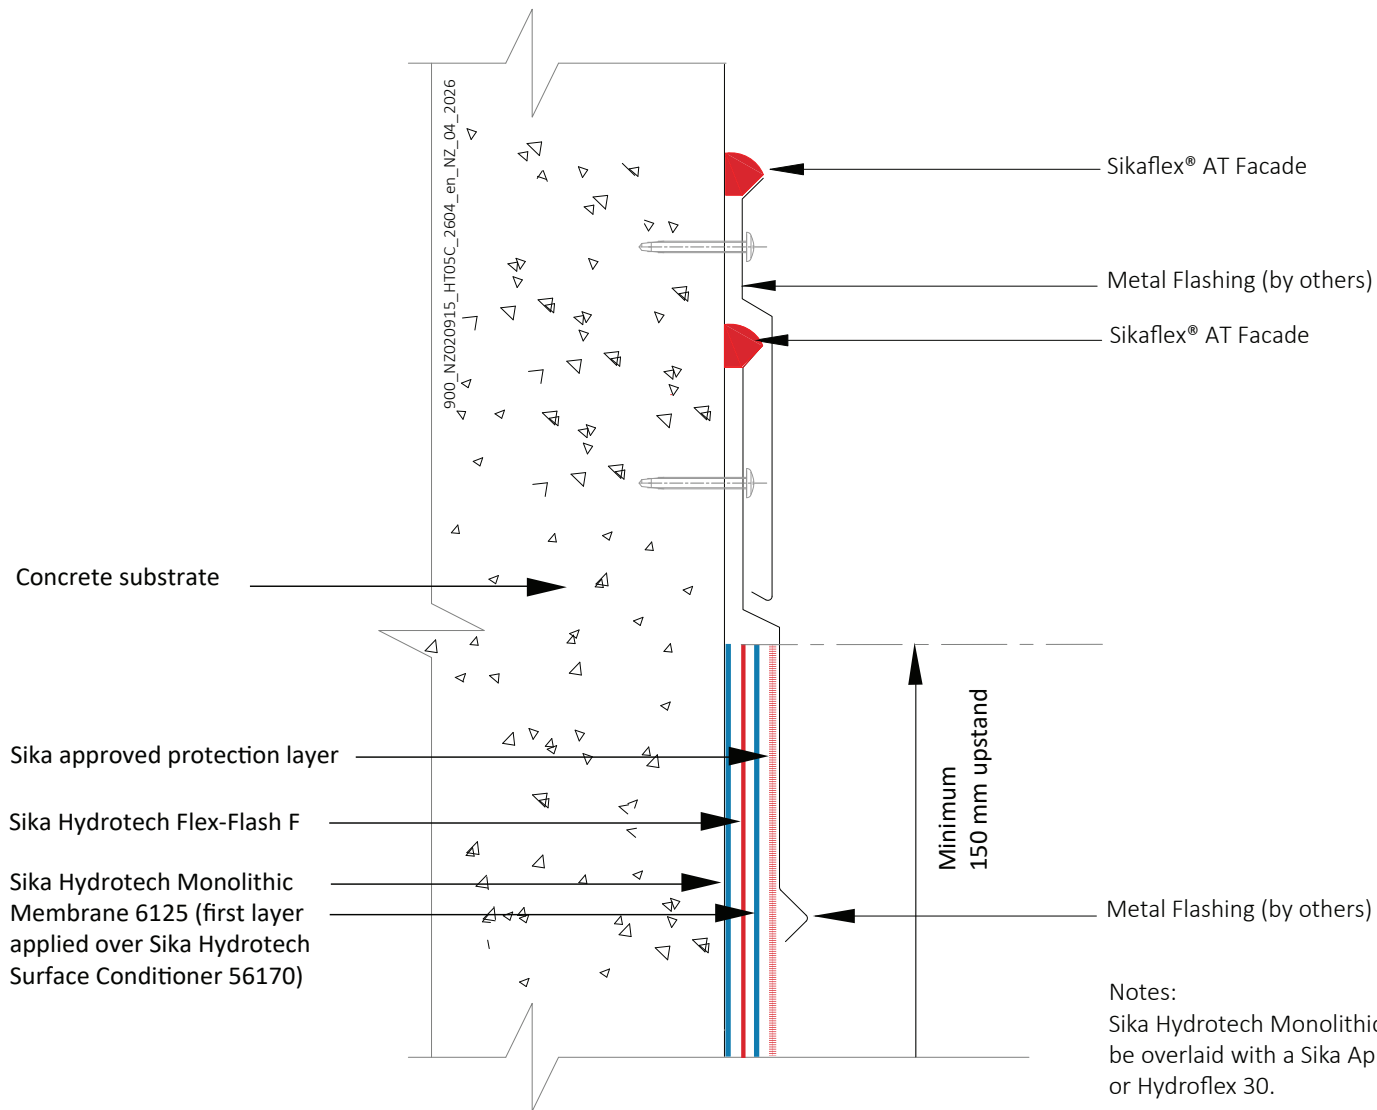 900_NZ020915_HT05C_2604_en_NZ_04_2026
Sikaflex® AT Facade
Metal Flashing (by others)
Sikaflex® AT Facade
Concrete substrate
Sika approved protection layer
Sika Hydrotech Flex-Flash F
Sika Hydrotech Monolithic
Membrane 6125 (first layer
applied over Sika Hydrotech
Surface Conditioner 56170)
Minimum
150 mm upstand
Metal Flashing (by others)
Notes:
Sika Hydrotech Monolithic
be overlaid with a Sika Ap
or Hydroflex 30.